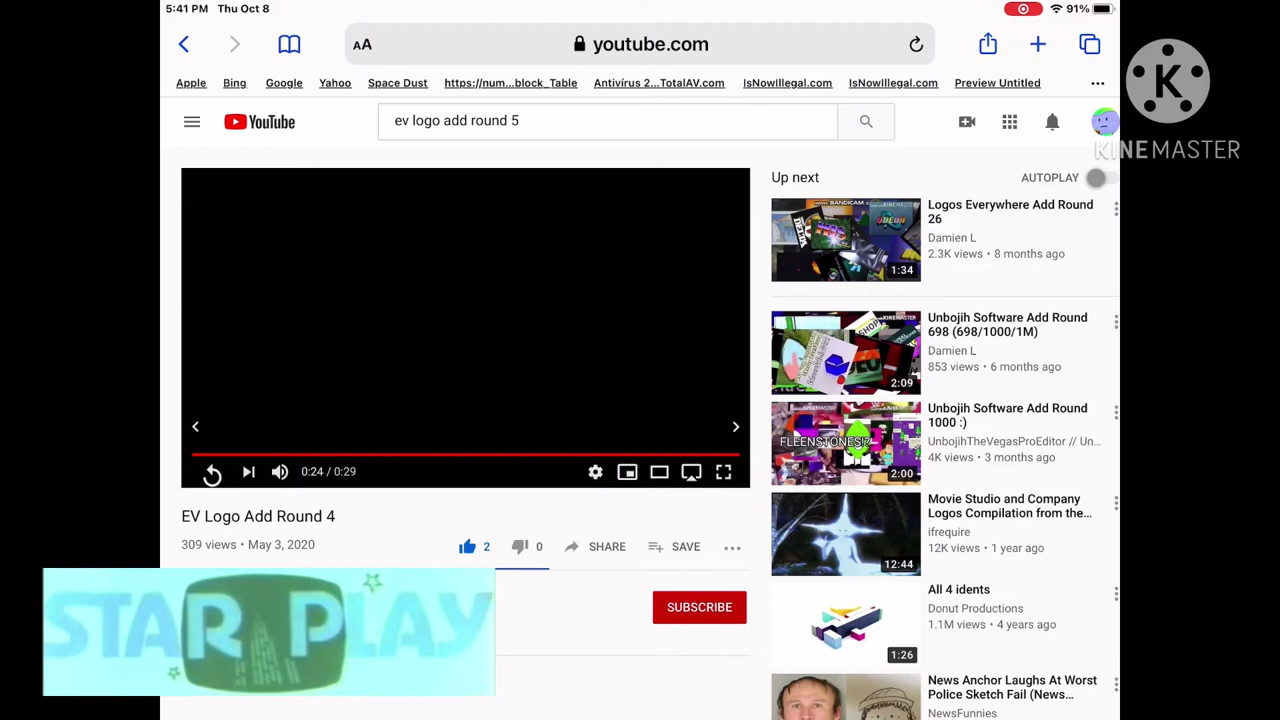 5:41 PM Thu Oct 8
91%
AA
youtube.com
Apple Bing Google Yahoo Space Dust https://num...block_Table Antivírus 2...TotalAV.com IsNowIllegal.com IsNowIllegal.com Preview Untitled
K
KINEMASTER
YouTube
ev logo add round 5
0:24 / 0:29
EV Logo Add Round 4
309 views • May 3, 2020
2
0
SHARE
SAVE
SUBSCRIBE
STAR PLAY
Up next
AUTOPLAY
BANDICAM
1:34
Logos Everywhere Add Round
26
Damien L
2.3K views • 8 months ago
KINEMASTER
SHOP
2:09
Unbojih Software Add Round
698 (698/1000/1M)
Damien L
853 views • 6 months ago
FLEENSTONES!?
2:00
Unbojih Software Add Round
1000 :)
UnbojihTheVegasProEditor // Un...
4K views • 3 months ago
12:44
Movie Studio and Company
Logos Compilation from the...
ifrequire
12K views • 1 year ago
1:26
All 4 idents
Donut Productions
1.1M views • 4 years ago
News Anchor Laughs At Worst
Police Sketch Fail (News...
NewsFunnies